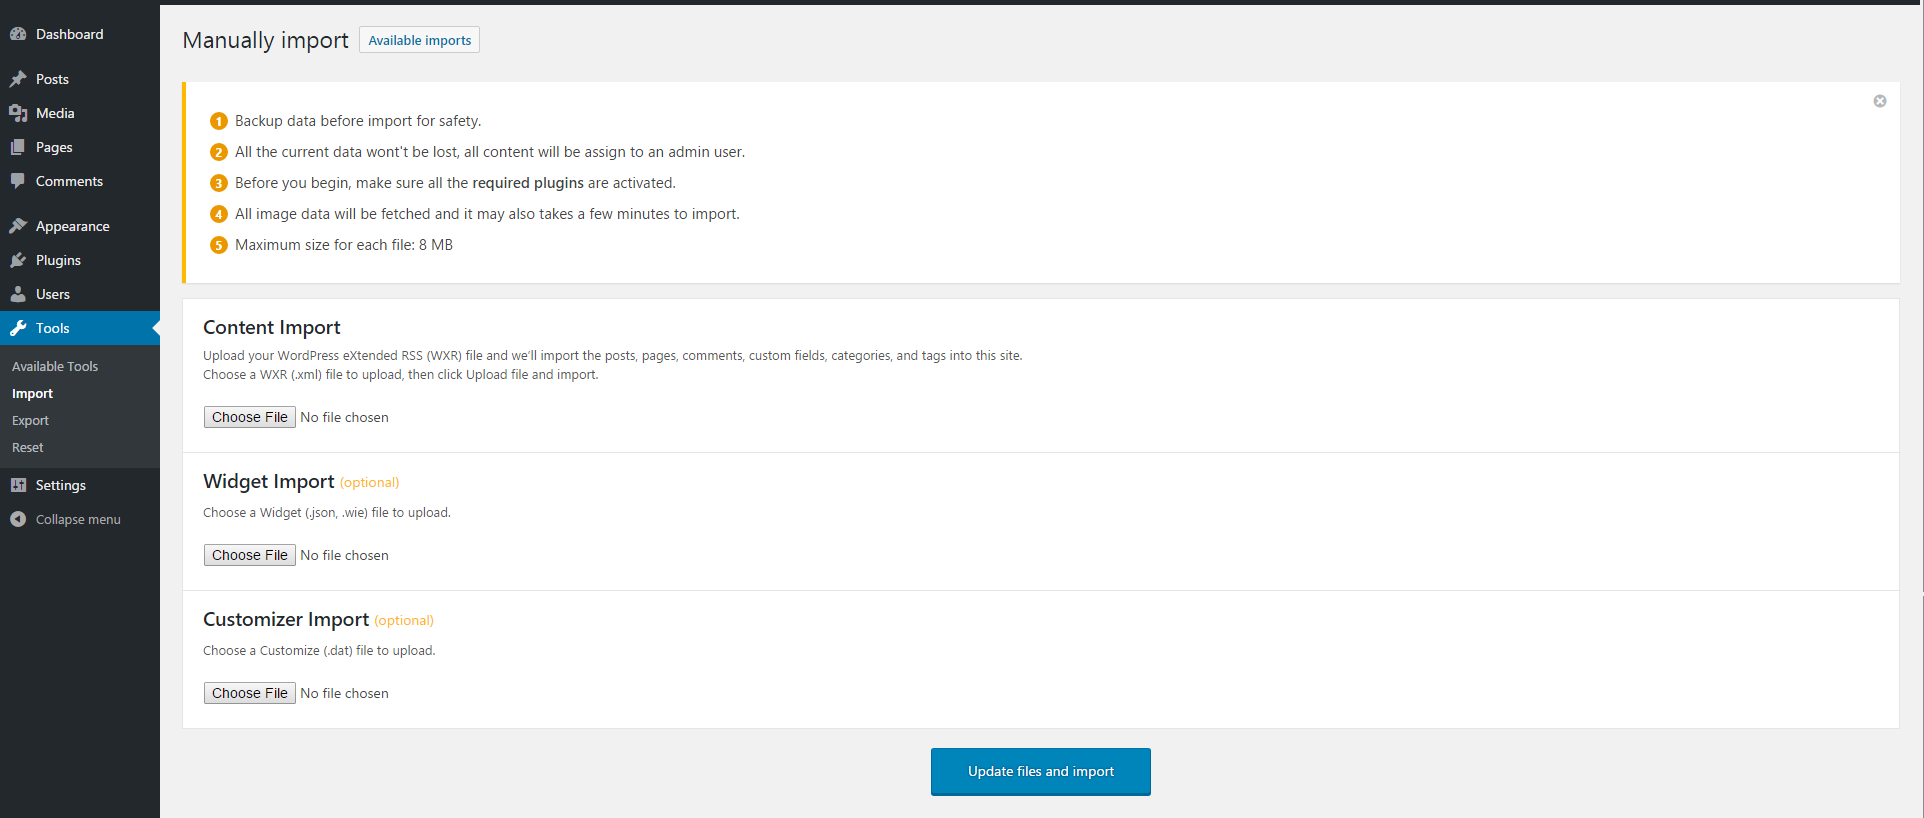 Dashboard
Posts
Media
Pages
Comments
Appearance
Plugins
Users
Tools
Available Tools
Import
Export
Reset
Settings
Collapse menu
Manually import
Available imports
1 Backup data before import for safety.
2 All the current data wont't be lost, all content will be assign to an admin user.
3 Before you begin, make sure all the required plugins are activated.
4 All image data will be fetched and it may also takes a few minutes to import.
5 Maximum size for each file: 8 MB
Content Import
Upload your WordPress eXtended RSS (WXR) file and we'll import the posts, pages, comments, custom fields, categories, and tags into this site.
Choose a WXR (.xml) file to upload, then click Upload file and import.
Choose File No file chosen
Widget Import (optional)
Choose a Widget (.json, .wie) file to upload.
Choose File No file chosen
Customizer Import (optional)
Choose a Customize (.dat) file to upload.
Choose File No file chosen
Update files and import